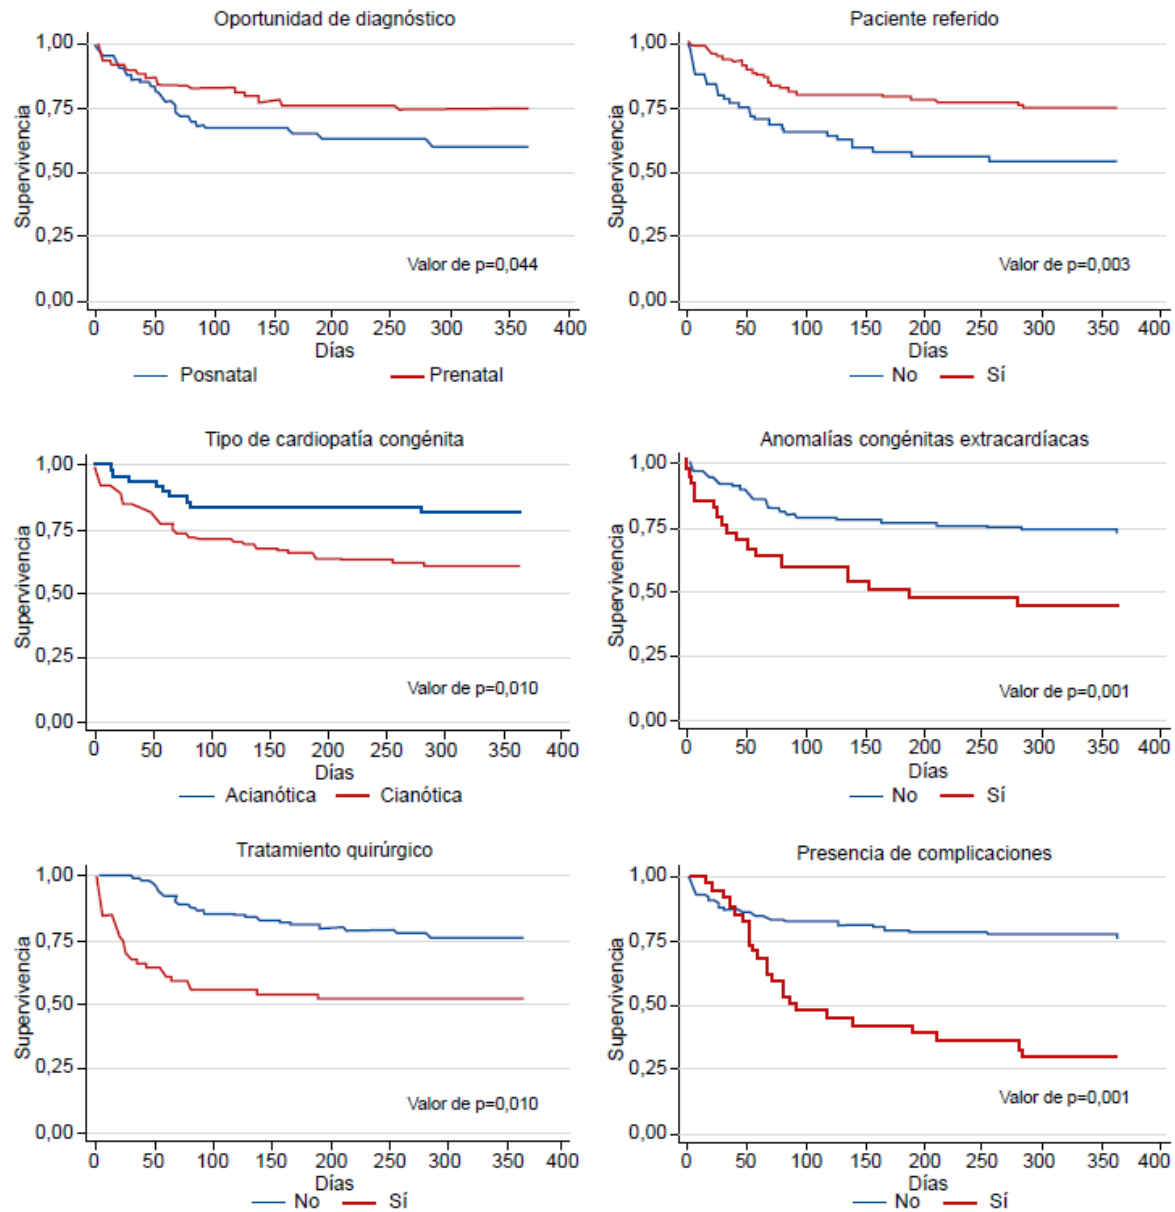 Oportunidad de diagnóstico
Supervivencia
1,00
0,75
0,50
0,25
0,00
Valor de p=0,044
0 50 100 150 200 250 300 350 400
Días
Posnatal Prenatal
Paciente referido
Supervivencia
1,00
0,75
0,50
0,25
0,00
Valor de p=0,003
0 50 100 150 200 250 300 350 400
Días
No Sí
Tipo de cardiopatía congénita
Supervivencia
1,00
0,75
0,50
0,25
0,00
Valor de p=0,010
0 50 100 150 200 250 300 350 400
Días
Acianótica Cianótica
Anomalías congénitas extracardíacas
Supervivencia
1,00
0,75
0,50
0,25
0,00
Valor de p=0,001
0 50 100 150 200 250 300 350 400
Días
No Sí
Tratamiento quirúrgico
Supervivencia
1,00
0,75
0,50
0,25
0,00
Valor de p=0,010
0 50 100 150 200 250 300 350 400
Días
No Sí
Presencia de complicaciones
Supervivencia
1,00
0,75
0,50
0,25
0,00
Valor de p=0,001
0 50 100 150 200 250 300 350 400
Días
No Sí